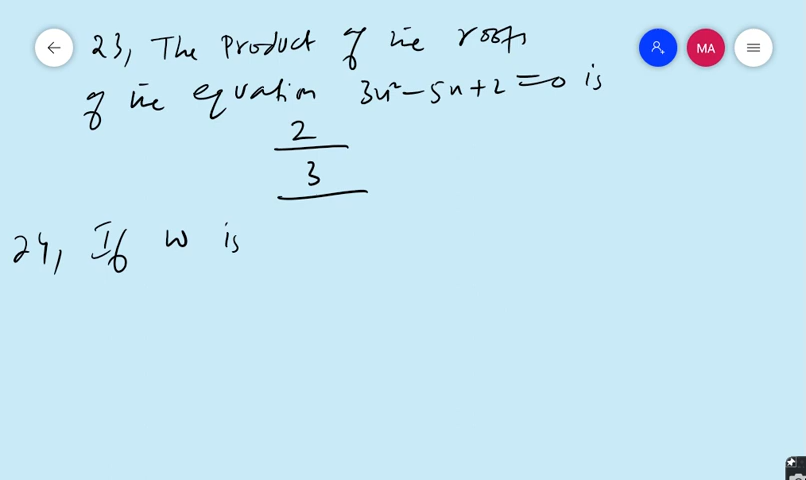 MA
23, The Product of the roots
of the equation 3x² - 5x + 2 = 0 is
2
3
24, If w is